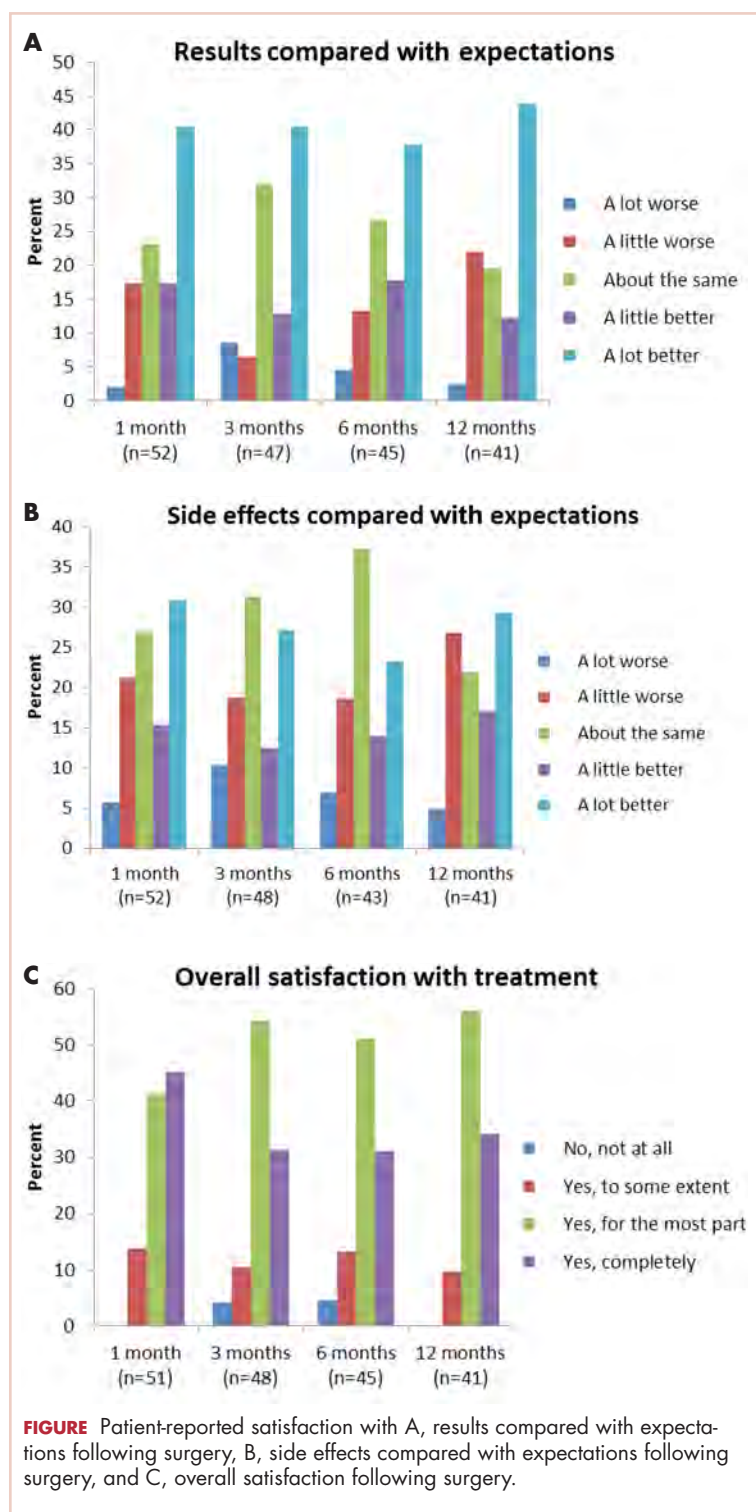 A
Results compared with expectations
50
45
40
35
30
25
20
15
10
5
0
Percent
A lot worse
A little worse
About the same
A little better
A lot better
1 month 3 months 6 months 12 months
(n=52) (n=47) (n=45) (n=41)
B
Side effects compared with expectations
40
35
30
25
20
15
10
5
0
Percent
A lot worse
A little worse
About the same
A little better
A lot better
1 month 3 months 6 months 12 months
(n=52) (n=48) (n=43) (n=41)
C
Overall satisfaction with treatment
60
50
40
30
20
10
0
Percent
No, not at all
Yes, to some extent
Yes, for the most part
Yes, completely
1 month 3 months 6 months 12 months
(n=51) (n=48) (n=45) (n=41)
FIGURE Patient-reported satisfaction with A, results compared with expecta-
tions following surgery, B, side effects compared with expectations following
surgery, and C, overall satisfaction following surgery.